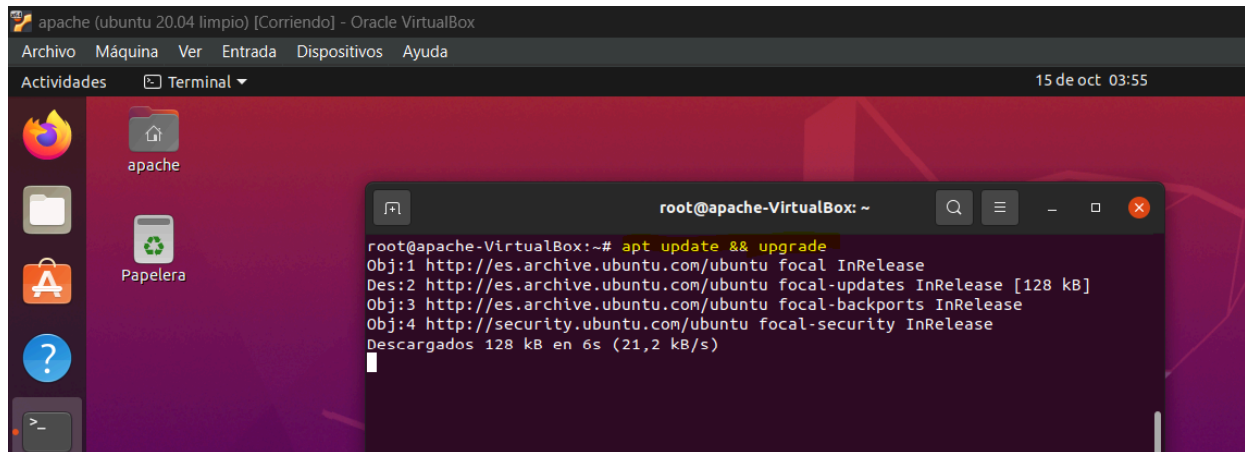 apache (ubuntu 20.04 limpio) [Corriendo] - Oracle VirtualBox
Archivo Máquina Ver Entrada Dispositivos Ayuda
Actividades Terminal 15 de oct 03:55
apache
Papelera
root@apache-VirtualBox: ~
root@apache-VirtualBox:~# apt update && upgrade
Obj:1 http://es.archive.ubuntu.com/ubuntu focal InRelease
Des:2 http://es.archive.ubuntu.com/ubuntu focal-updates InRelease [128 kB]
Obj:3 http://es.archive.ubuntu.com/ubuntu focal-backports InRelease
Obj:4 http://security.ubuntu.com/ubuntu focal-security InRelease
Descargados 128 kB en 6s (21,2 kB/s)